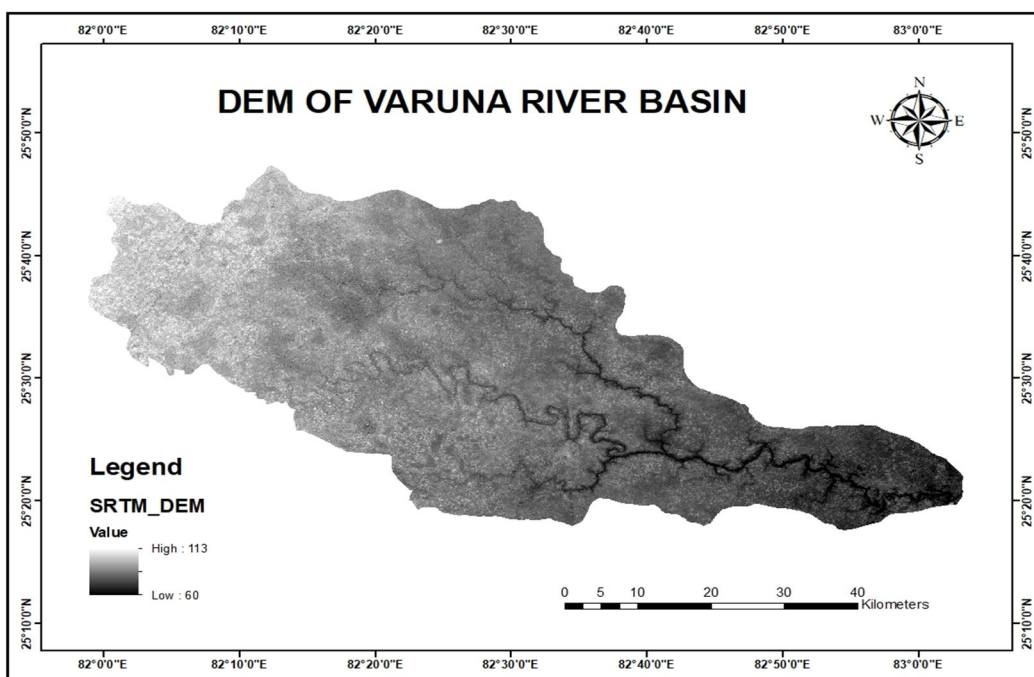 82°0'0"E 82°10'0"E 82°20'0"E 82°30'0"E 82°40'0"E 82°50'0"E 83°0'0"E
DEM OF VARUNA RIVER BASIN
N
W E
S
25°50'0"N 25°50'0"N
25°40'0"N 25°40'0"N
25°30'0"N 25°30'0"N
25°20'0"N 25°20'0"N
25°10'0"N 25°10'0"N
Legend
SRTM_DEM
Value
High : 113
Low : 60
0 5 10 20 30 40
Kilometers
82°0'0"E 82°10'0"E 82°20'0"E 82°30'0"E 82°40'0"E 82°50'0"E 83°0'0"E